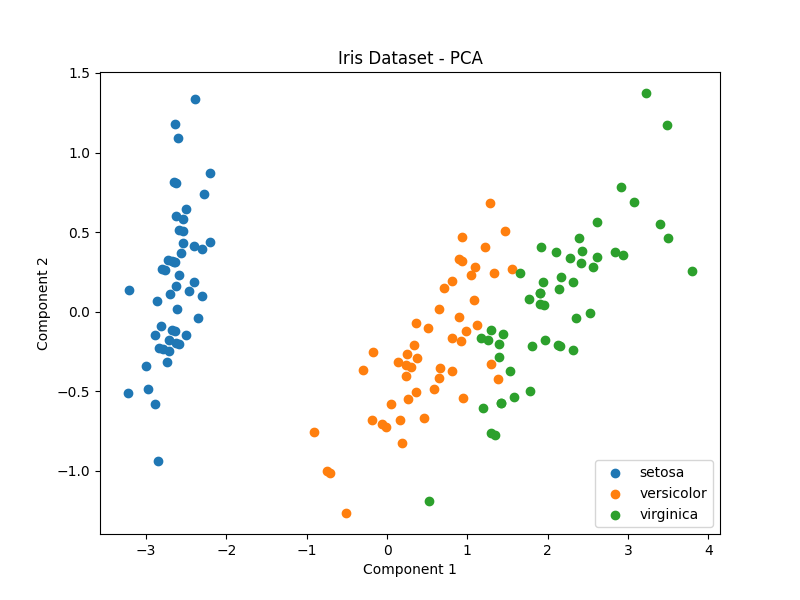 Iris Dataset - PCA
Component 2
1.5
1.0
0.5
0.0
−0.5
−1.0
setosa
versicolor
virginica
−3 −2 −1 0 1 2 3 4
Component 1